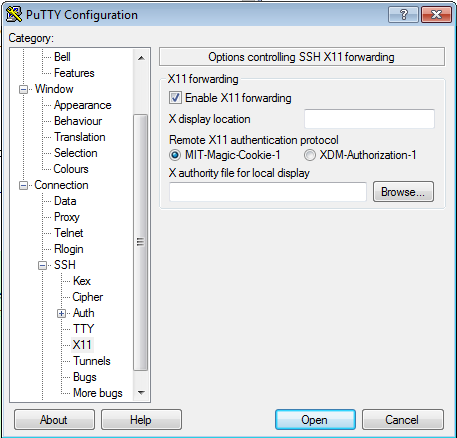 PuTTY Configuration
Category:
Bell
Features
Window
Appearance
Behaviour
Translation
Selection
Colours
Connection
Data
Proxy
Telnet
Rlogin
SSH
Kex
Cipher
Auth
TTY
X11
Tunnels
Bugs
More bugs
Options controlling SSH X11 forwarding
X11 forwarding
Enable X11 forwarding
X display location
Remote X11 authentication protocol
MIT-Magic-Cookie-1 XDM-Authorization-1
X authority file for local display
Browse...
About Help Open Cancel